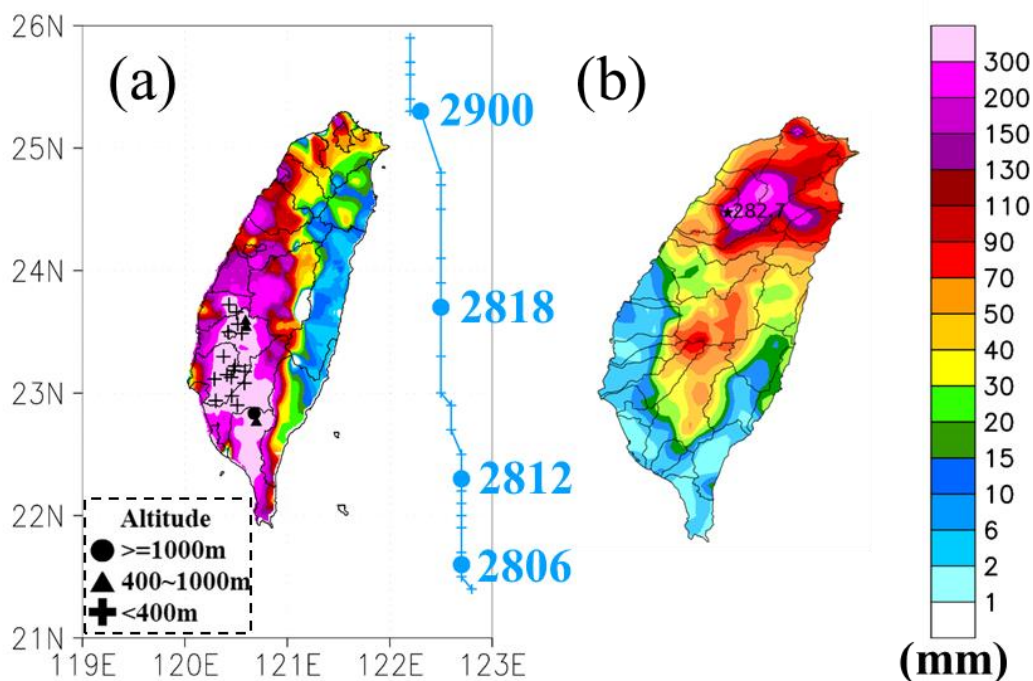 26N
25N
24N
23N
22N
21N
119E
120E
121E
122E
123E
(a)
2900
2818
2812
2806
Altitude
>=1000m
400~1000m
<400m
(b)
★282.7
300
200
150
130
110
90
70
50
40
30
20
15
10
6
2
1
(mm)